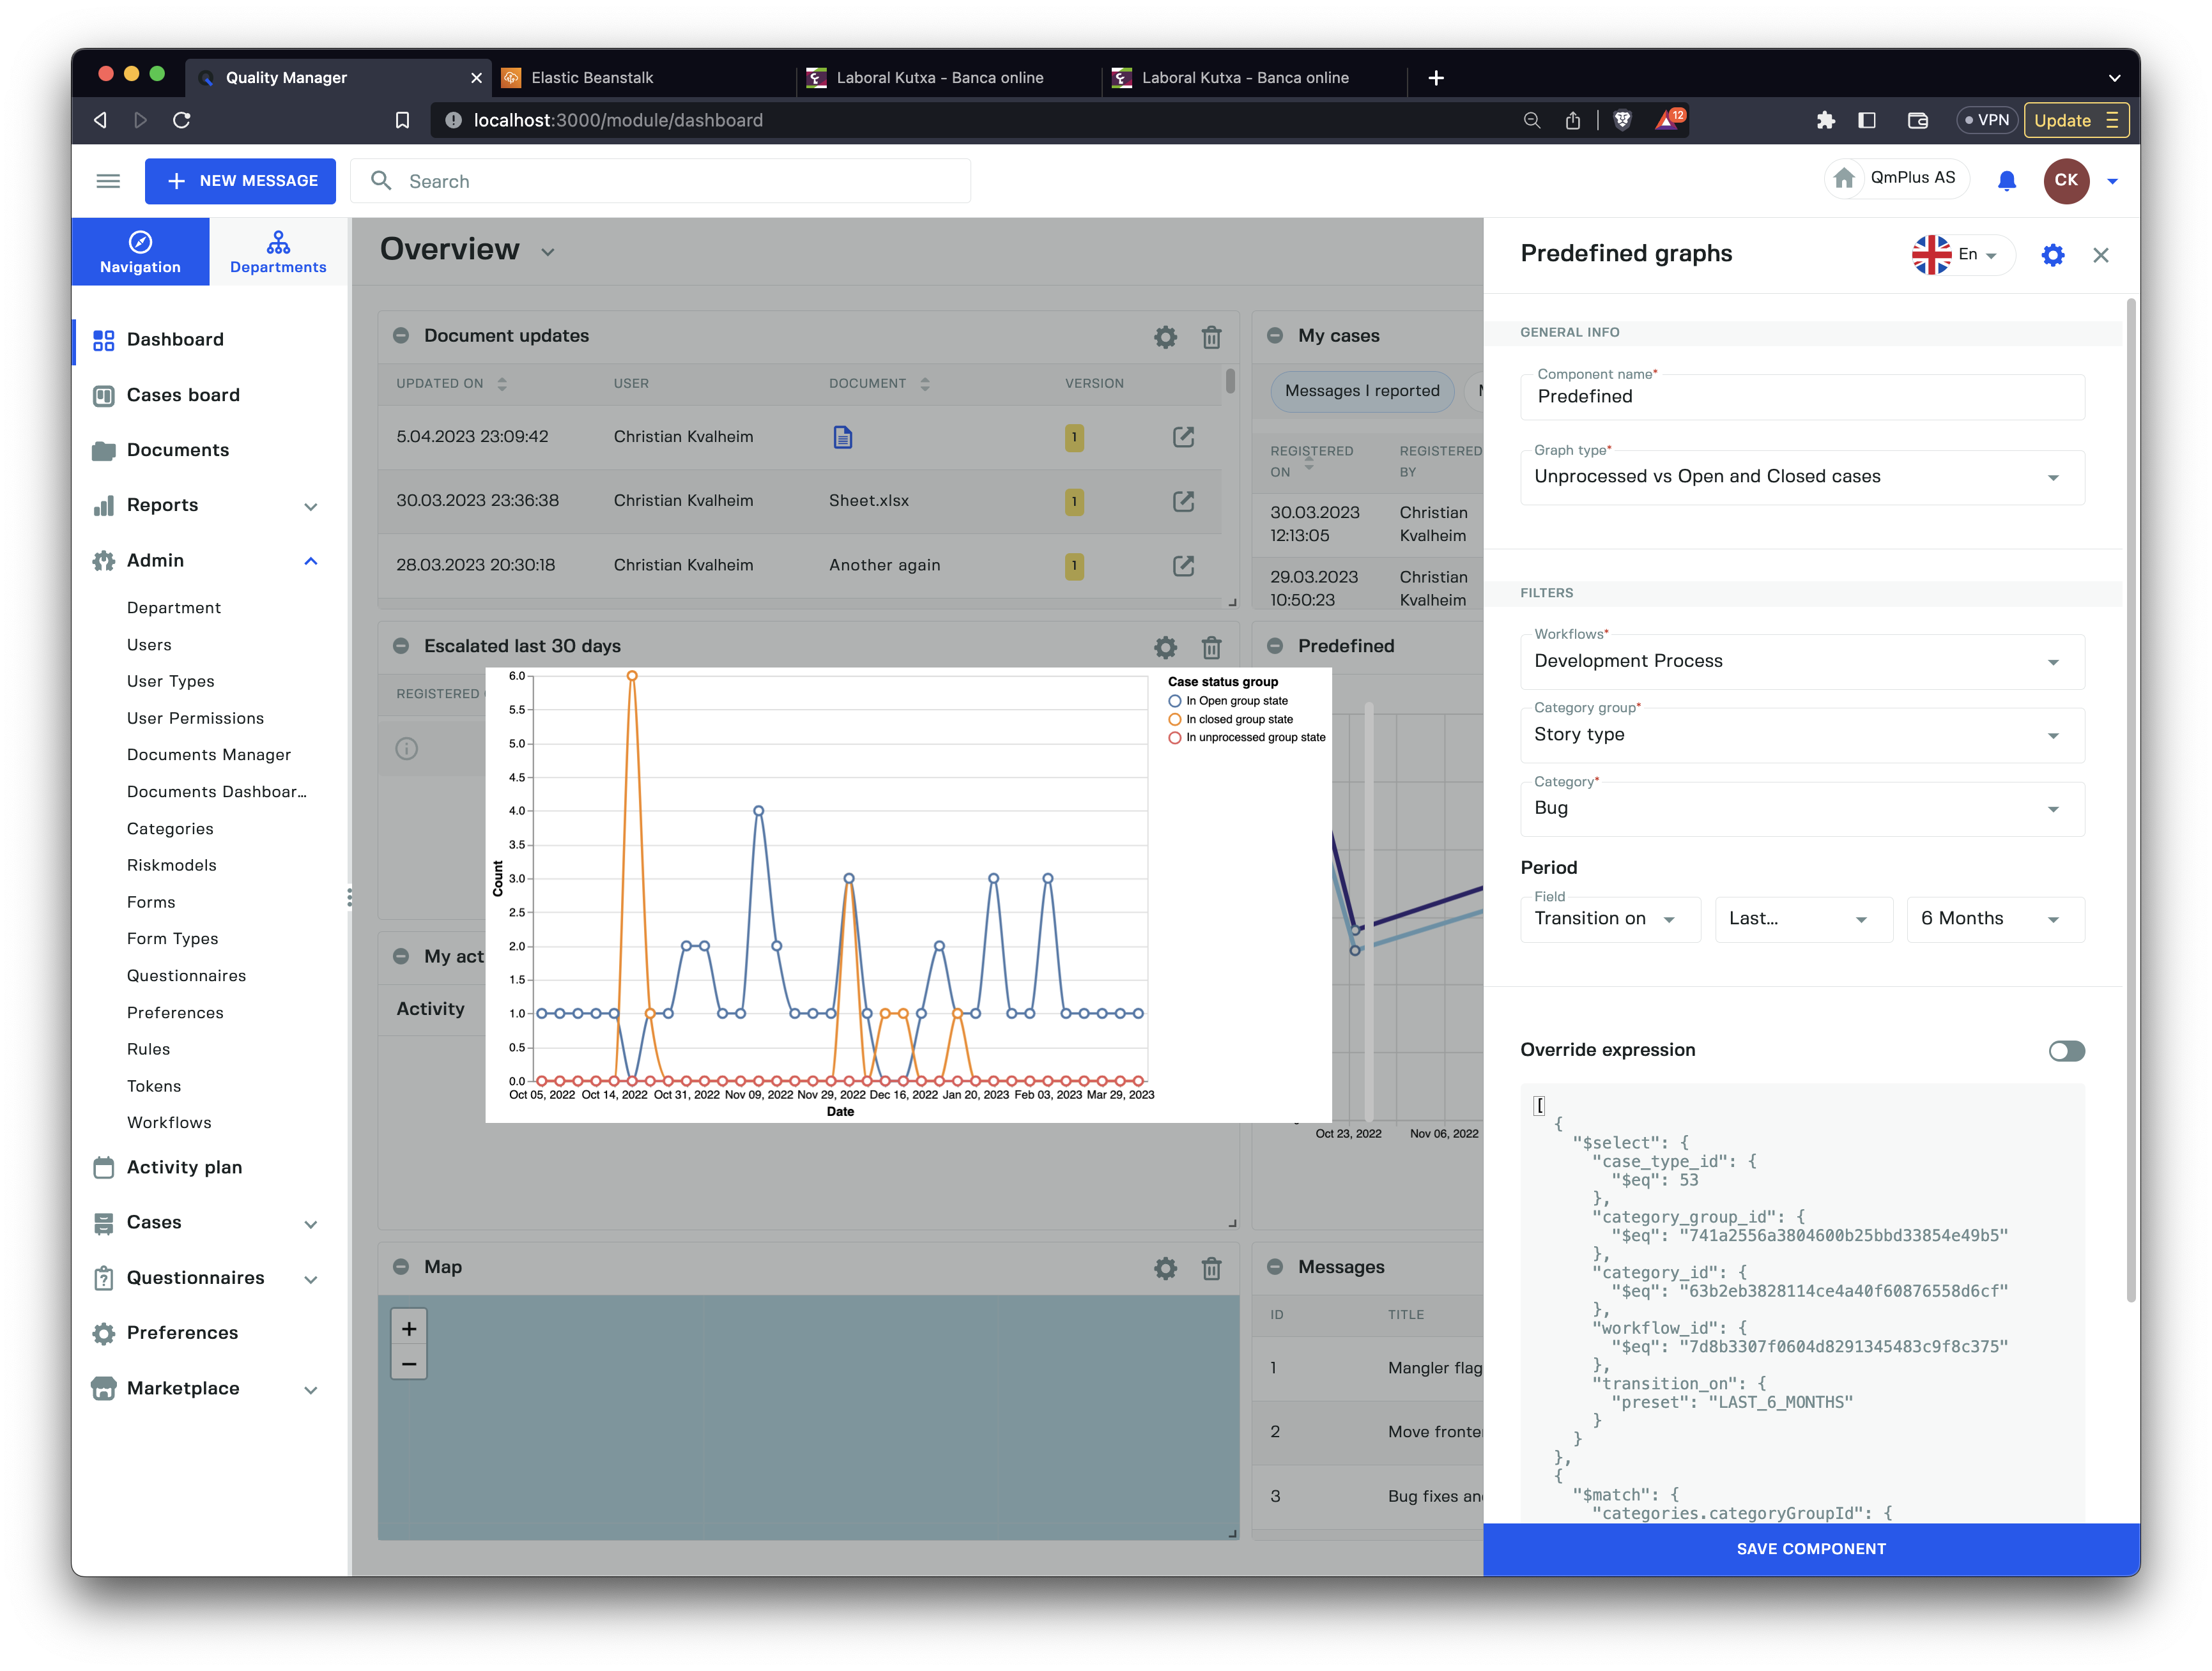 Quality Manager
Elastic Beanstalk
Laboral Kutxa - Banca online
Laboral Kutxa - Banca online
localhost:3000/module/dashboard
12
VPN
Update
NEW MESSAGE
Search
QmPlus AS
CK
Navigation
Departments
Dashboard
Cases board
Documents
Reports
Admin
Department
Users
User Types
User Permissions
Documents Manager
Documents Dashboar...
Categories
Riskmodels
Forms
Form Types
Questionnaires
Preferences
Rules
Tokens
Workflows
Activity plan
Cases
Questionnaires
Preferences
Marketplace
Overview
Document updates
UPDATED ON USER DOCUMENT VERSION
5.04.2023 23:09:42 Christian Kvalheim 1
30.03.2023 23:36:38 Christian Kvalheim Sheet.xlsx 1
28.03.2023 20:30:18 Christian Kvalheim Another again 1
My cases
Messages I reported
REGISTERED ON REGISTERED BY
30.03.2023 12:13:05 Christian Kvalheim
29.03.2023 10:50:23 Christian Kvalheim
Escalated last 30 days
REGISTERED
Predefined
6.0
5.5
5.0
4.5
4.0
3.5
3.0
2.5
2.0
1.5
1.0
0.5
0.0
Count
Oct 05, 2022 Oct 14, 2022 Oct 31, 2022 Nov 09, 2022 Nov 29, 2022 Dec 16, 2022 Jan 20, 2023 Feb 03, 2023 Mar 29, 2023
Date
Case status group
In Open group state
In closed group state
In unprocessed group state
Oct 23, 2022 Nov 06, 2022
My act
Activity
Map
+
−
Messages
ID TITLE
1 Mangler flag
2 Move fronte
3 Bug fixes an
Predefined graphs
En
GENERAL INFO
Component name*
Predefined
Graph type*
Unprocessed vs Open and Closed cases
FILTERS
Workflows*
Development Process
Category group*
Story type
Category*
Bug
Period
Field
Transition on Last... 6 Months
Override expression
[
{
"$select": {
"case_type_id": {
"$eq": 53
},
"category_group_id": {
"$eq": "741a2556a3804600b25bbd33854e49b5"
},
"category_id": {
"$eq": "63b2eb3828114ce4a40f60876558d6cf"
},
"workflow_id": {
"$eq": "7d8b3307f0604d8291345483c9f8c375"
},
"transition_on": {
"preset": "LAST_6_MONTHS"
}
}
},
{
"$match": {
"categories.categoryGroupId": {
SAVE COMPONENT